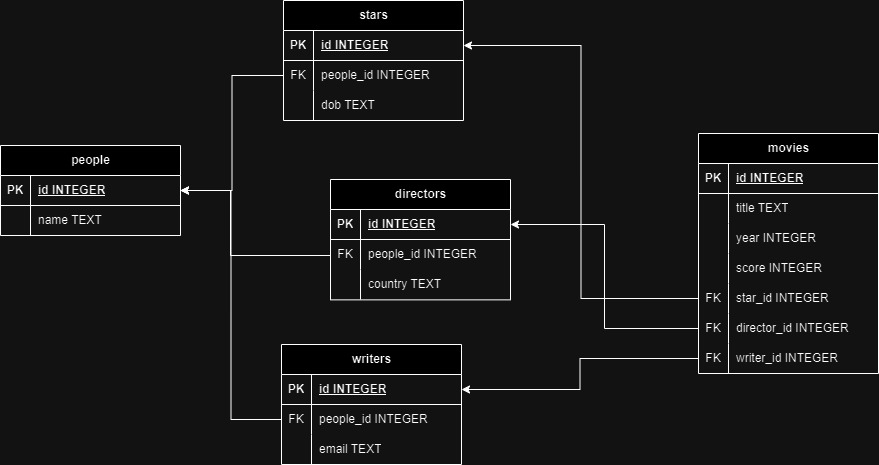 stars
PK id INTEGER
FK people_id INTEGER
dob TEXT
people
PK id INTEGER
name TEXT
directors
PK id INTEGER
FK people_id INTEGER
country TEXT
writers
PK id INTEGER
FK people_id INTEGER
email TEXT
movies
PK id INTEGER
title TEXT
year INTEGER
score INTEGER
FK star_id INTEGER
FK director_id INTEGER
FK writer_id INTEGER